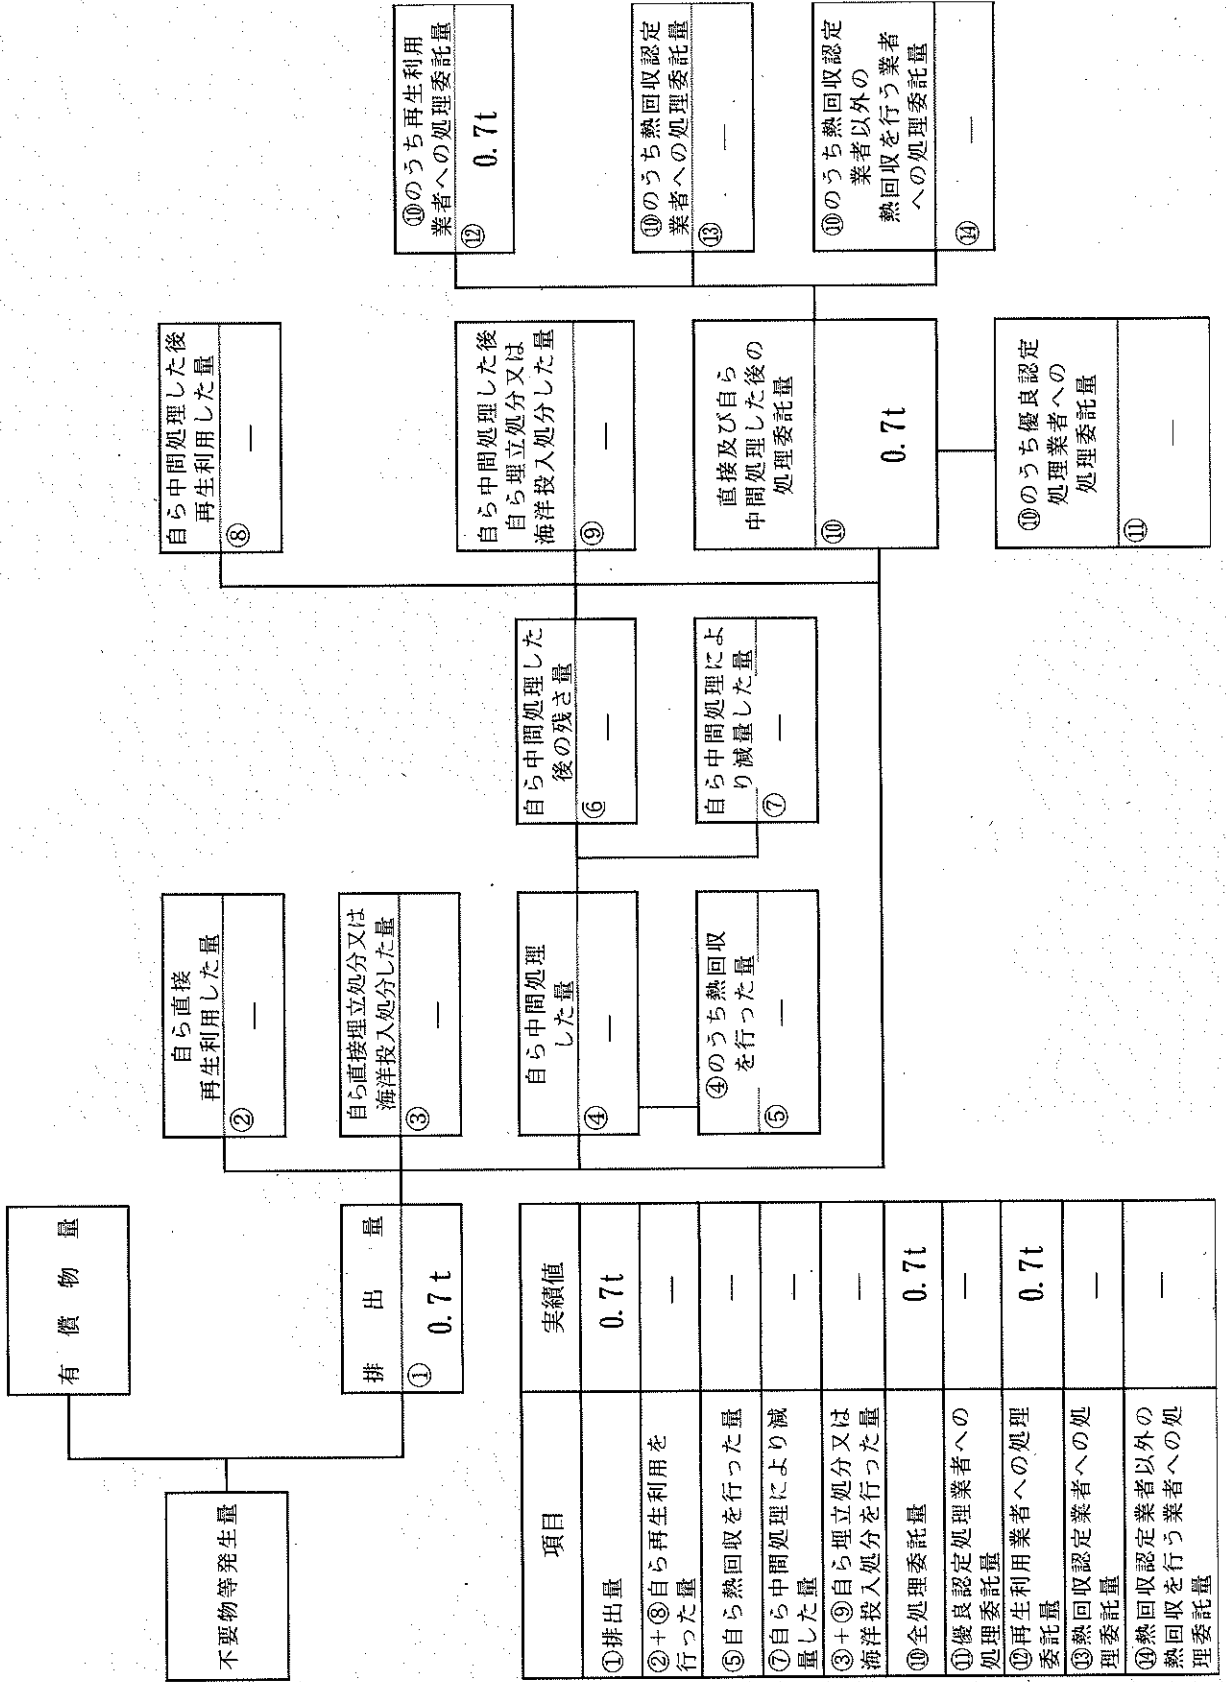 不要物等発生量
有償物量
排出量
①
0.7t
自ら直接
再生利用した量
②
—
自ら直接埋立処分又は
海洋投入処分した量
③
—
自ら中間処理
した量
④
—
④のうち熱回収
を行った量
⑤
—
自ら中間処理した
後の残さ量
⑥
—
自ら中間処理によ
り減量した量
⑦
—
自ら中間処理した後
再生利用した量
⑧
—
自ら中間処理した後
自ら埋立処分又は
海洋投入処分した量
⑨
—
直接及び自ら
中間処理した後の
処理委託量
⑩
0.7t
⑩のうち優良認定
処理業者への
処理委託量
⑪
—
⑩のうち再生利用
業者への処理委託量
⑫
0.7t
⑩のうち熱回収認定
業者への処理委託量
⑬
—
⑩のうち熱回収認定
業者以外の
熱回収を行う業者
への処理委託量
⑭
—
項目 実績値
①排出量 0.7t
②+⑧自ら再生利用を
行った量 —
⑤自ら熱回収を行った量 —
⑦自ら中間処理により減
量した量 —
③+⑨自ら埋立処分又は
海洋投入処分を行った量 —
⑩全処理委託量 0.7t
⑪優良認定処理業者への
処理委託量 —
⑫再生利用業者への処理
委託量 0.7t
⑬熱回収認定業者への処
理委託量 —
⑭熱回収認定業者以外の
熱回収を行う業者への処
理委託量 —